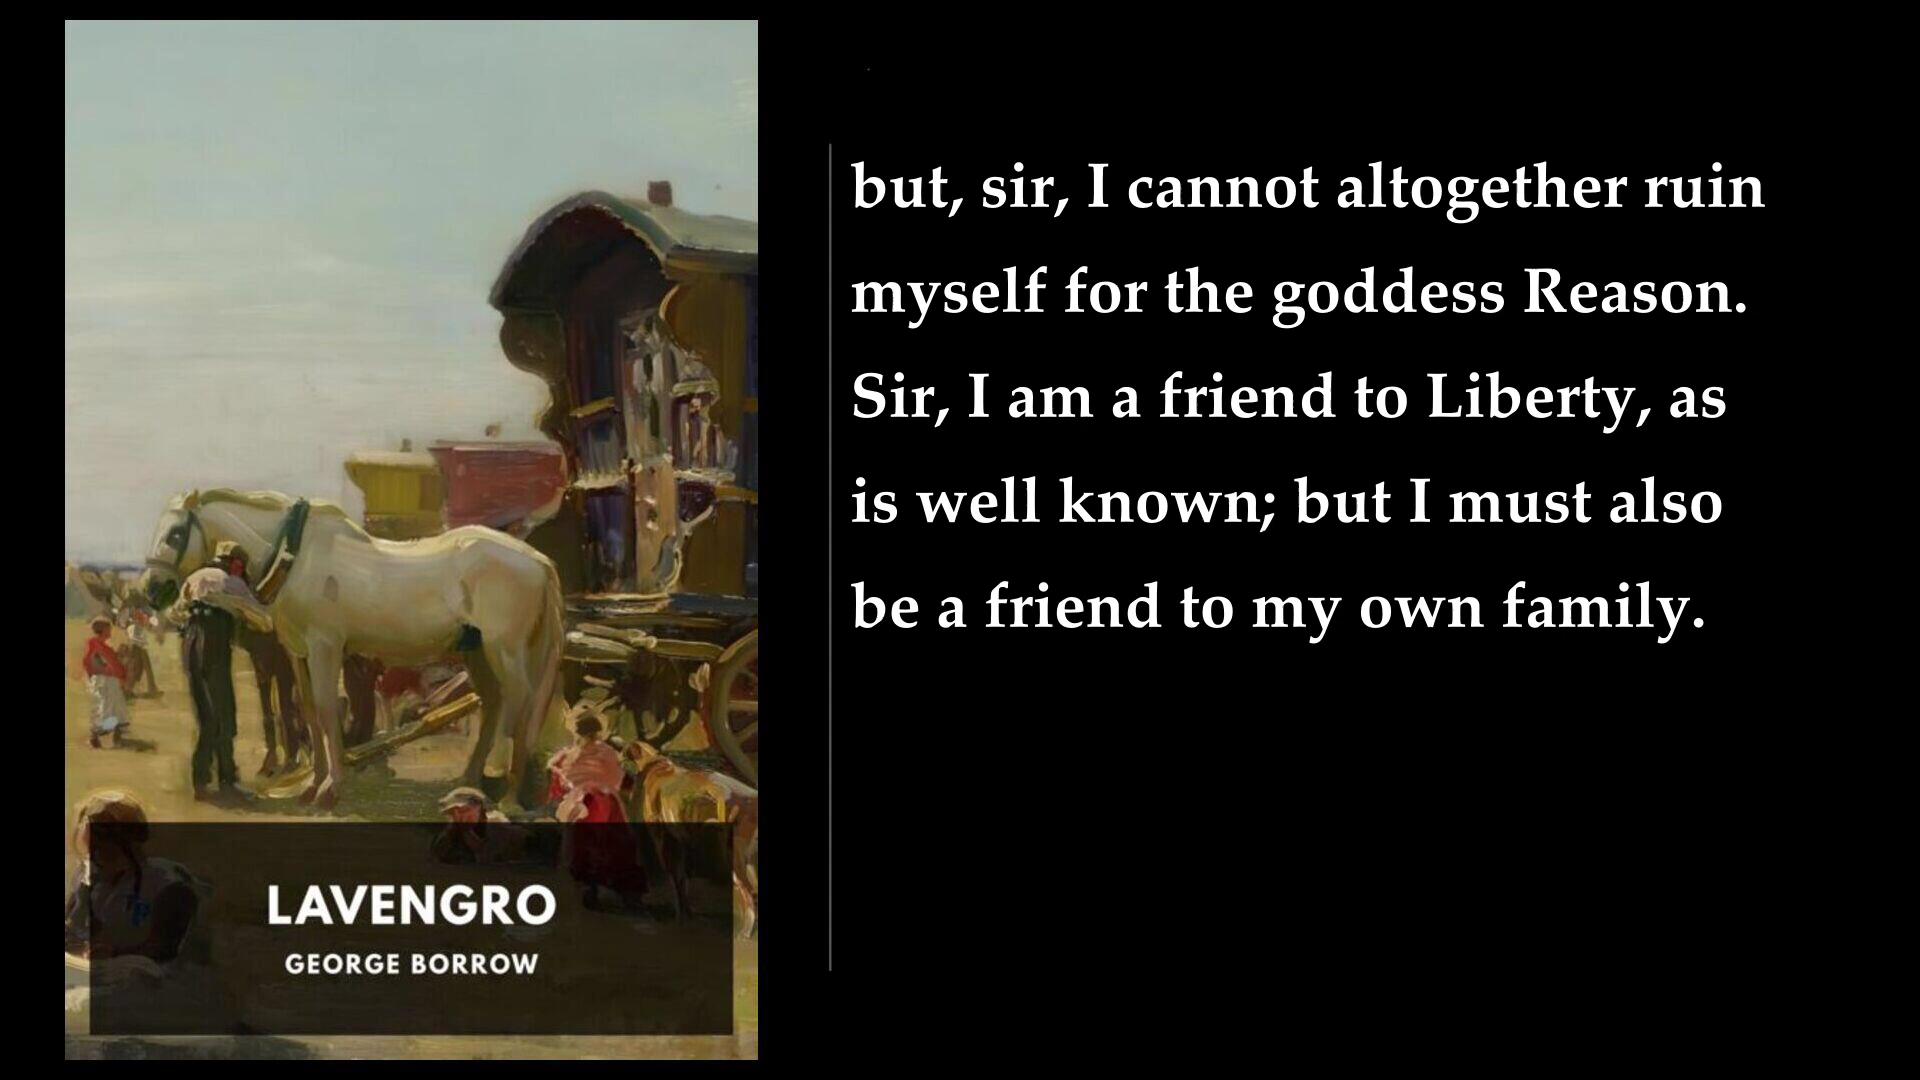 but, sir, I cannot altogether ruin
myself for the goddess Reason.
Sir, I am a friend to Liberty, as
is well known; but I must also
be a friend to my own family.
LAVENGRO
GEORGE BORROW